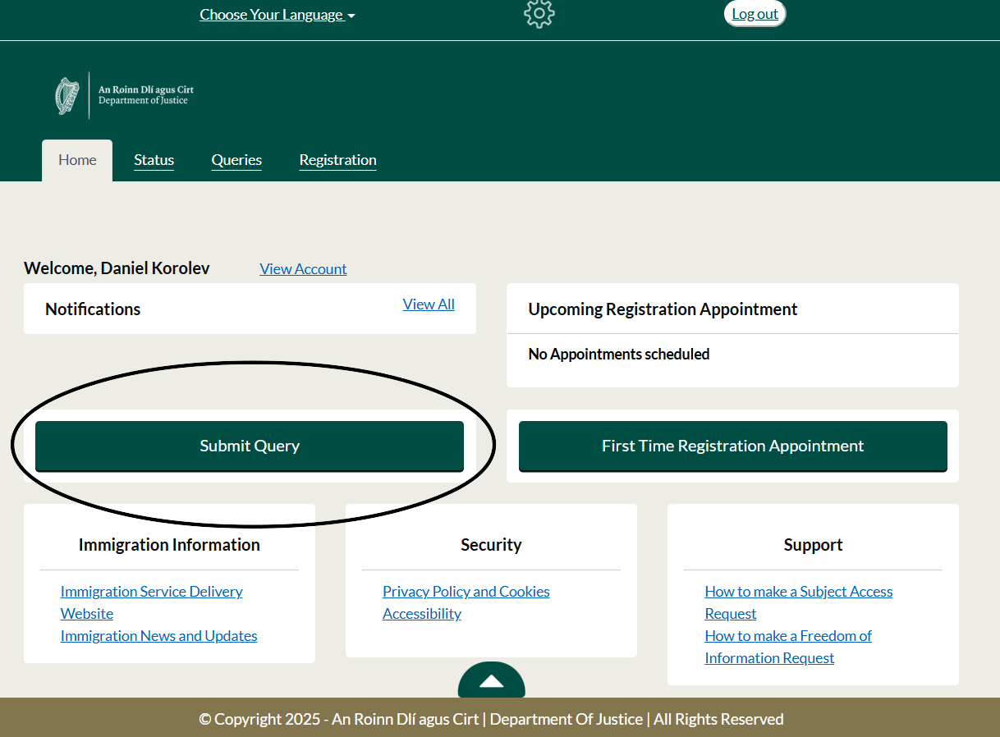 Choose Your Language
Log out
An Roinn Dlí agus Cirt
Department of Justice
Home Status Queries Registration
Welcome, Daniel Korolev View Account
Notifications View All
Upcoming Registration Appointment
No Appointments scheduled
Submit Query
First Time Registration Appointment
Immigration Information
Immigration Service Delivery
Website
Immigration News and Updates
Security
Privacy Policy and Cookies
Accessibility
Support
How to make a Subject Access
Request
How to make a Freedom of
Information Request
© Copyright 2025 - An Roinn Dlí agus Cirt | Department Of Justice | All Rights Reserved